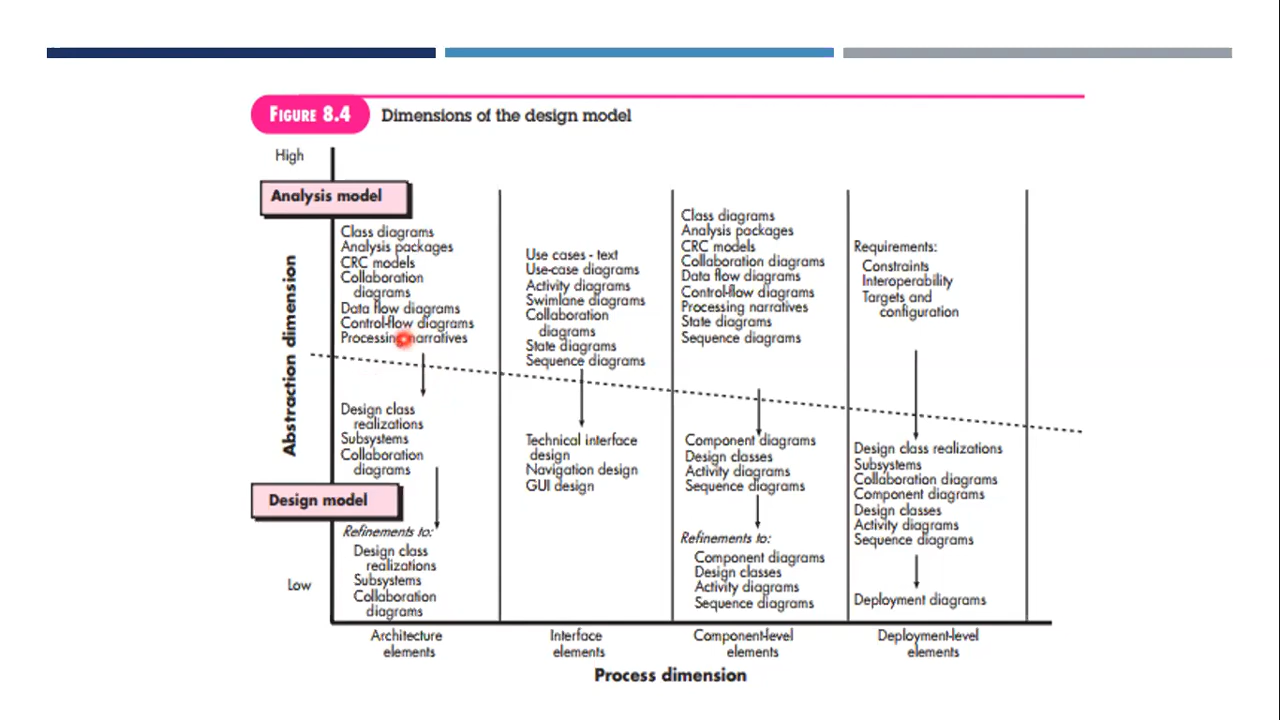 FIGURE 8.4
Dimensions of the design model
High
Analysis model
Abstraction dimension
Design model
Low
Class diagrams
Analysis packages
CRC models
Collaboration
diagrams
Data flow diagrams
Control-flow diagrams
Processing narratives
Design class
realizations
Subsystems
Collaboration
diagrams
Refinements to:
Design class
realizations
Subsystems
Collaboration
diagrams
Use cases - text
Use-case diagrams
Activity diagrams
Swimlane diagrams
Collaboration
diagrams
State diagrams
Sequence diagrams
Technical interface
design
Navigation design
GUI design
Class diagrams
Analysis packages
CRC models
Collaboration diagrams
Data flow diagrams
Control-flow diagrams
Processing narratives
State diagrams
Sequence diagrams
Component diagrams
Design classes
Activity diagrams
Sequence diagrams
Refinements to:
Component diagrams
Design classes
Activity diagrams
Sequence diagrams
Requirements:
Constraints
Interoperability
Targets and
configuration
Design class realizations
Subsystems
Collaboration diagrams
Component diagrams
Design classes
Activity diagrams
Sequence diagrams
Deployment diagrams
Architecture
elements
Interface
elements
Component-level
elements
Deployment-level
elements
Process dimension